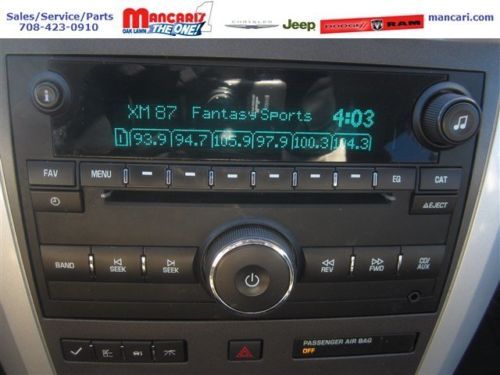 Sales/Service/Parts
708-423-0910
MANCARI'Z
OAK LAWN THE ONE! 1
CHRYSLER
Jeep
DODGE
RAM
mancari.com
i
XM 87 Fantasy Sports 4:03
1 93.9 94.7 105.9 97.9 100.3 104.3
FAV
MENU
EQ
CAT
EJECT
BAND
SEEK
SEEK
REV
FWD
CD/
AUX
PASSENGER AIR BAG
OFF